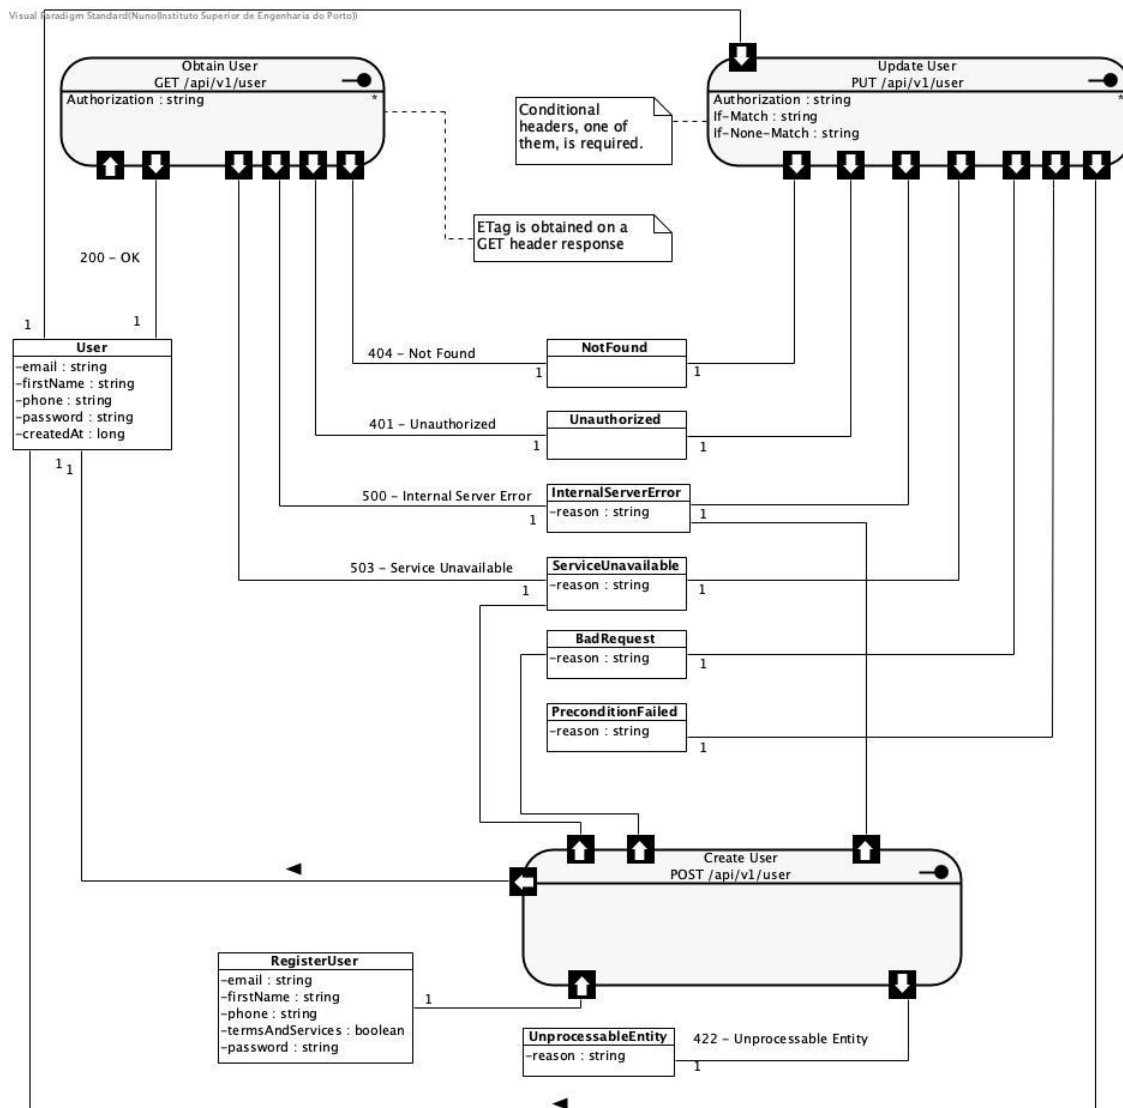 Visual Paradigm Standard(Nuno(Instituto Superior de Engenharia do Porto))
Obtain User
GET /api/v1/user
Authorization : string
*
Update User
PUT /api/v1/user
Authorization : string
*
If-Match : string
If-None-Match : string
Conditional
headers, one of
them, is required.
ETag is obtained on a
GET header response
200 - OK
1
1
User
-email : string
-firstName : string
-phone : string
-password : string
-createdAt : long
1
1
404 - Not Found
1
NotFound
1
401 - Unauthorized
1
Unauthorized
1
500 - Internal Server Error
1
InternalServerError
-reason : string
1
503 - Service Unavailable
1
ServiceUnavailable
-reason : string
1
BadRequest
-reason : string
1
PreconditionFailed
-reason : string
1
Create User
POST /api/v1/user
RegisterUser
-email : string
-firstName : string
-phone : string
-termsAndServices : boolean
-password : string
1
UnprocessableEntity
-reason : string
422 - Unprocessable Entity
1